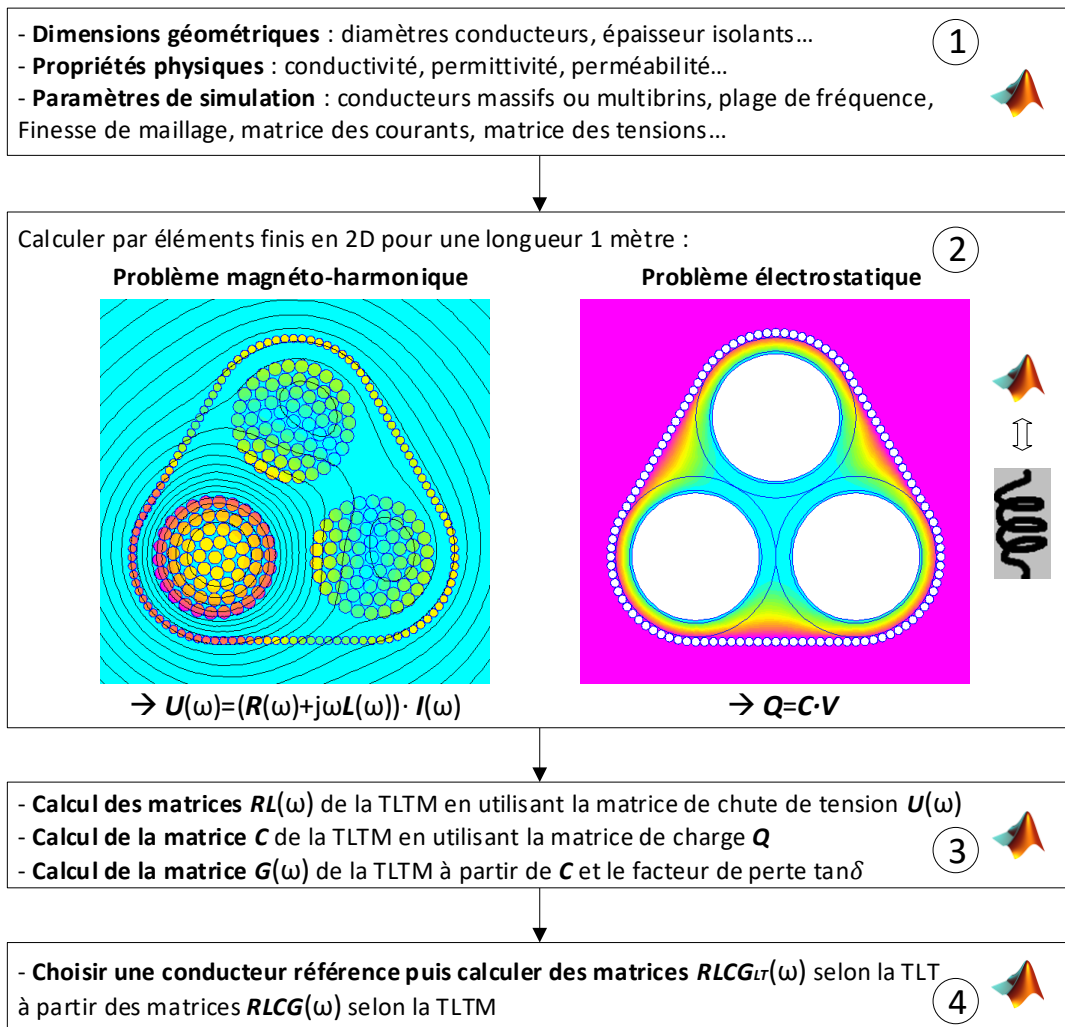 - Dimensions géométriques : diamètres conducteurs, épaisseur isolants…
1
- Propriétés physiques : conductivité, permittivité, perméabilité…
- Paramètres de simulation : conducteurs massifs ou multibrins, plage de fréquence,
Finesse de maillage, matrice des courants, matrice des tensions…
Calculer par éléments finis en 2D pour une longueur 1 mètre :
2
Problème magnéto-harmonique
Problème électrostatique
→ U(ω)=(R(ω)+jωL(ω))· I(ω)
→ Q=C·V
- Calcul des matrices RL(ω) de la TLTM en utilisant la matrice de chute de tension U(ω)
- Calcul de la matrice C de la TLTM en utilisant la matrice de charge Q
3
- Calcul de la matrice G(ω) de la TLTM à partir de C et le facteur de perte tanδ
- Choisir une conducteur référence puis calculer des matrices RLCGLT(ω) selon la TLT
à partir des matrices RLCG(ω) selon la TLTM
4